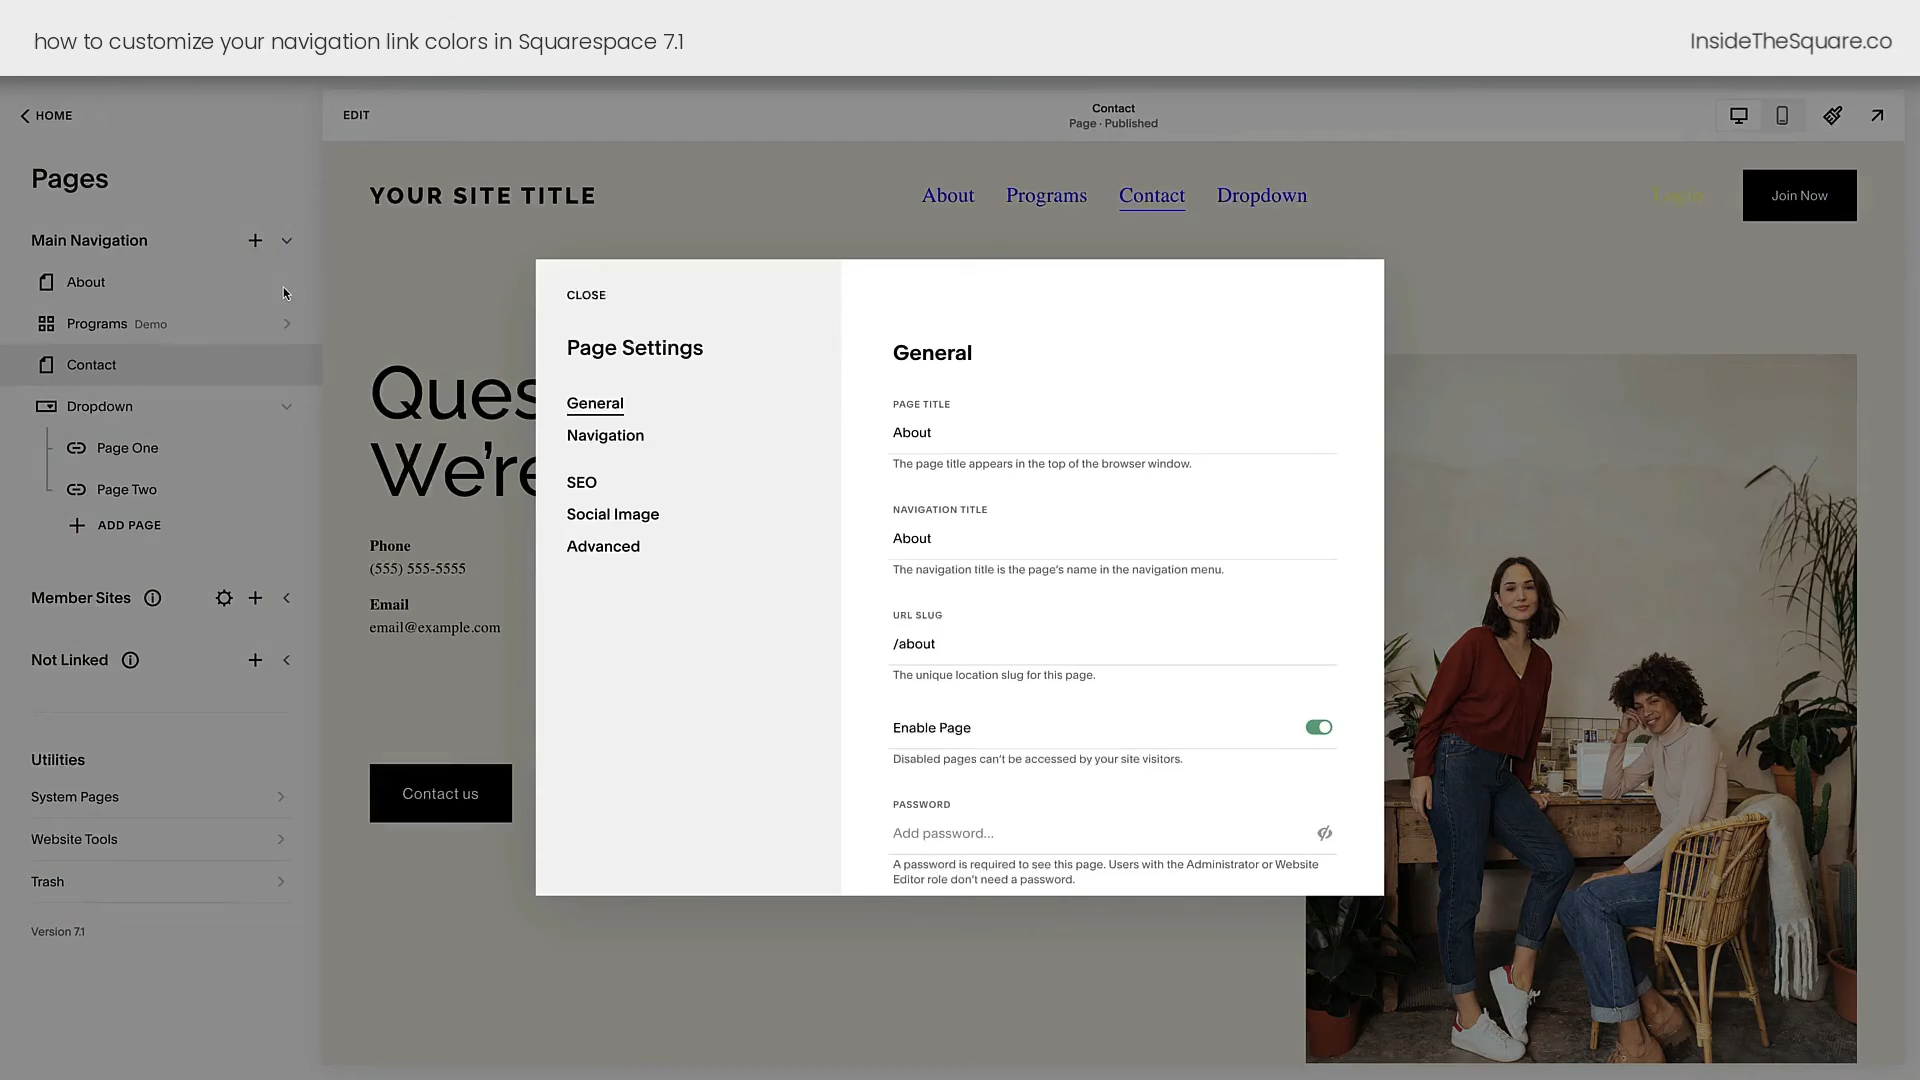 how to customize your navigation link colors in Squarespace 7.1
InsideTheSquare.co
HOME
Pages
Main Navigation
About
Programs Demo
Contact
Dropdown
Page One
Page Two
ADD PAGE
Member Sites
Not Linked
Utilities
System Pages
Website Tools
Trash
Version 7.1
EDIT
Contact
Page · Published
YOUR SITE TITLE
About Programs Contact Dropdown
Login
Join Now
Ques
We're
Phone
(555) 555-5555
Email
email@example.com
Contact us
CLOSE
Page Settings
General
Navigation
SEO
Social Image
Advanced
General
PAGE TITLE
About
The page title appears in the top of the browser window.
NAVIGATION TITLE
About
The navigation title is the page's name in the navigation menu.
URL SLUG
/about
The unique location slug for this page.
Enable Page
Disabled pages can't be accessed by your site visitors.
PASSWORD
Add password...
A password is required to see this page. Users with the Administrator or Website
Editor role don't need a password.